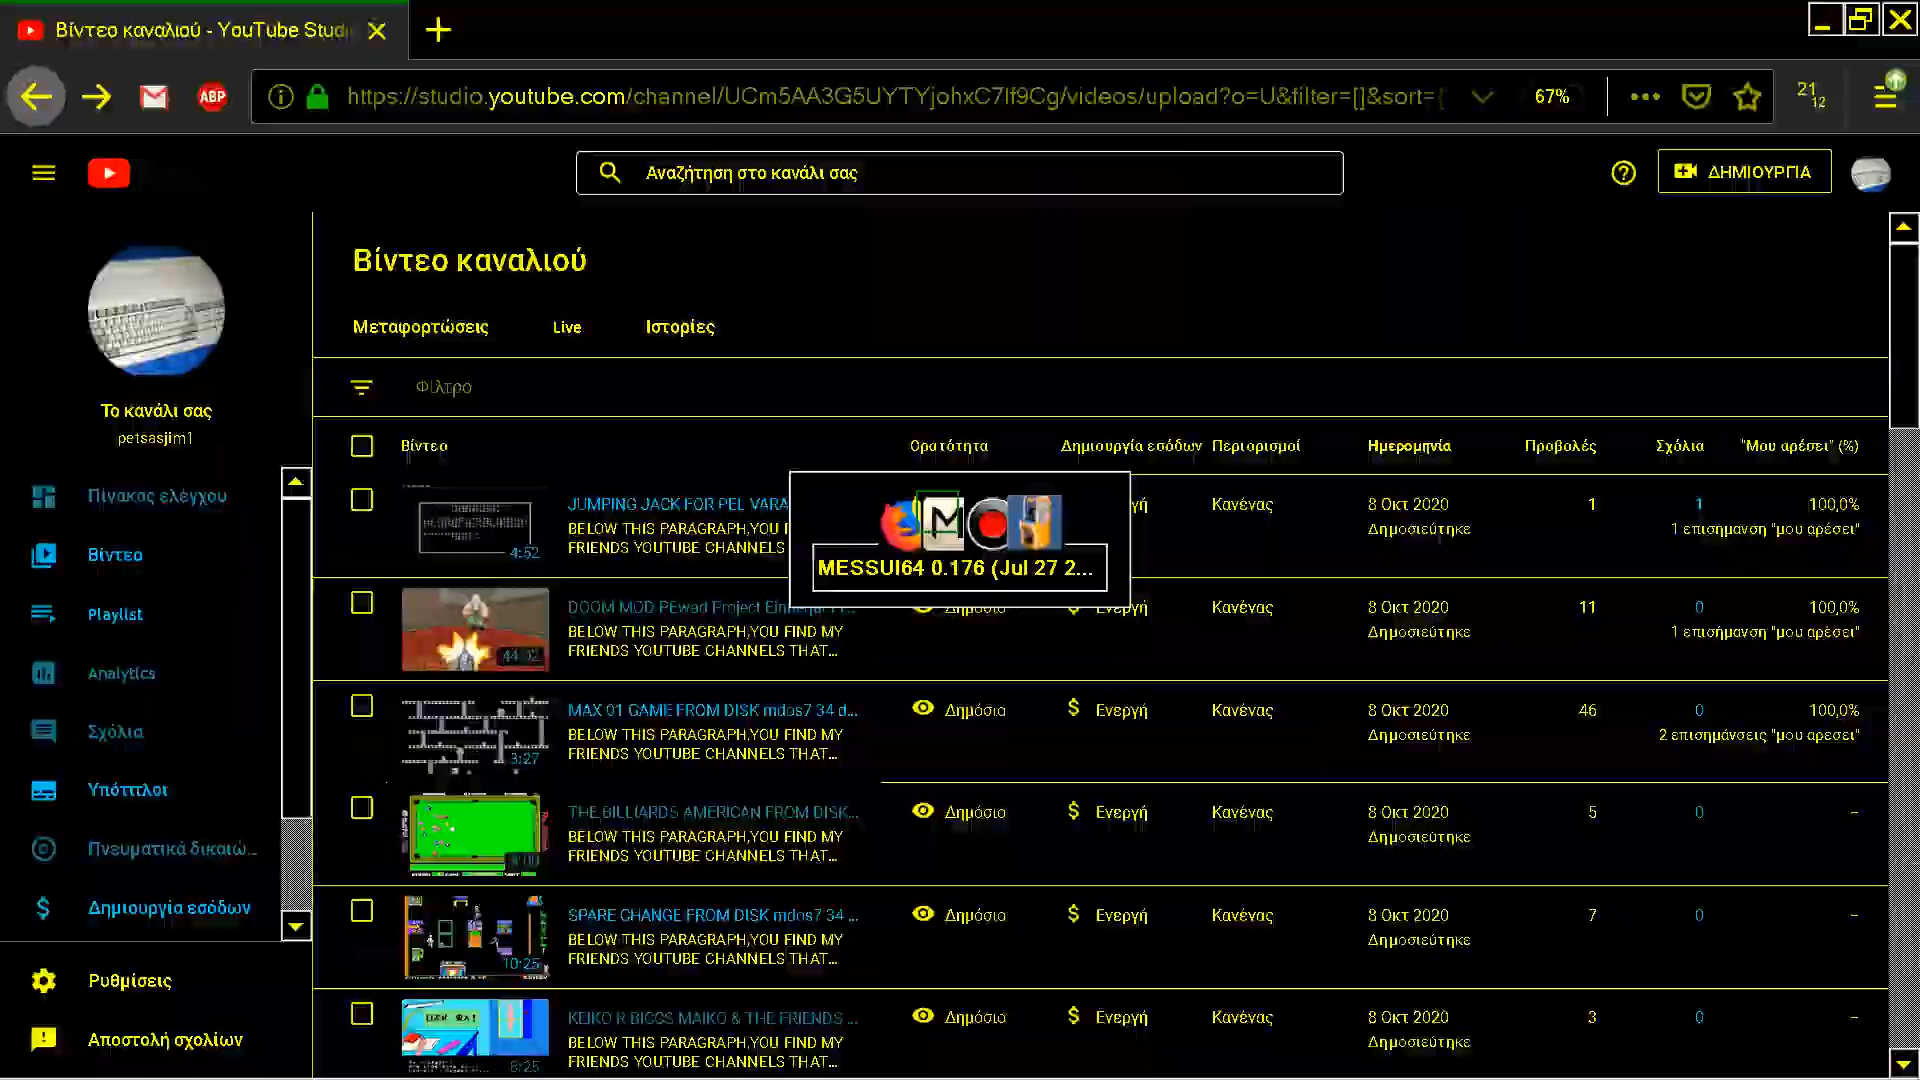 Βίντεο καναλιού - YouTube Studi
ABP
https://studio.youtube.com/channel/UCm5AA3G5UYTYjohxC7lf9Cg/videos/upload?o=U&filter=[]&sort={
67%
21
12
Αναζήτηση στο κανάλι σας
ΔΗΜΙΟΥΡΓΙΑ
Το κανάλι σας
petsasjim1
Πίνακας ελέγχου
Βίντεο
Playlist
Analytics
Σχόλια
Υπότιτλοι
Πνευματικά δικαιώ...
Δημιουργία εσόδων
Ρυθμίσεις
Αποστολή σχολίων
Βίντεο καναλιού
Μεταφορτώσεις Live Ιστορίες
Φίλτρο
Βίντεο Ορατότητα Δημιουργία εσόδων Περιορισμοί Ημερομηνία Προβολές Σχόλια "Μου αρέσει" (%)
JUMPING JACK FOR PEL VARA γή Κανένας 8 Οκτ 2020 1 1 100,0%
BELOW THIS PARAGRAPH,YOU Δημοσιεύτηκε 1 επισήμανση "μου αρέσει"
FRIENDS YOUTUBE CHANNELS
4:52
MESSUI64 0.176 (Jul 27 2...
DOOM MOD PEwad Project Δημόσιο γή Κανένας 8 Οκτ 2020 11 0 100,0%
BELOW THIS PARAGRAPH,YOU FIND MY Δημοσιεύτηκε 1 επισήμανση "μου αρέσει"
FRIENDS YOUTUBE CHANNELS THAT...
MAX 01 GAME FROM DISK mdos7 34 d... Δημόσιο Ενεργή Κανένας 8 Οκτ 2020 46 0 100,0%
BELOW THIS PARAGRAPH,YOU FIND MY Δημοσιεύτηκε 2 επισημάνσεις "μου αρέσει"
FRIENDS YOUTUBE CHANNELS THAT...
3:27
THE BILLIARDS AMERICAN FROM DISK... Δημόσιο Ενεργή Κανένας 8 Οκτ 2020 5 0 –
BELOW THIS PARAGRAPH,YOU FIND MY Δημοσιεύτηκε
FRIENDS YOUTUBE CHANNELS THAT...
SPARE CHANGE FROM DISK mdos7 34 ... Δημόσιο Ενεργή Κανένας 8 Οκτ 2020 7 0 –
BELOW THIS PARAGRAPH,YOU FIND MY Δημοσιεύτηκε
FRIENDS YOUTUBE CHANNELS THAT...
10:25
KEIKO R BIGGS MAIKO & THE FRIENDS ... Δημόσιο Ενεργή Κανένας 8 Οκτ 2020 3 0 –
BELOW THIS PARAGRAPH,YOU FIND MY Δημοσιεύτηκε
FRIENDS YOUTUBE CHANNELS THAT...
8:25